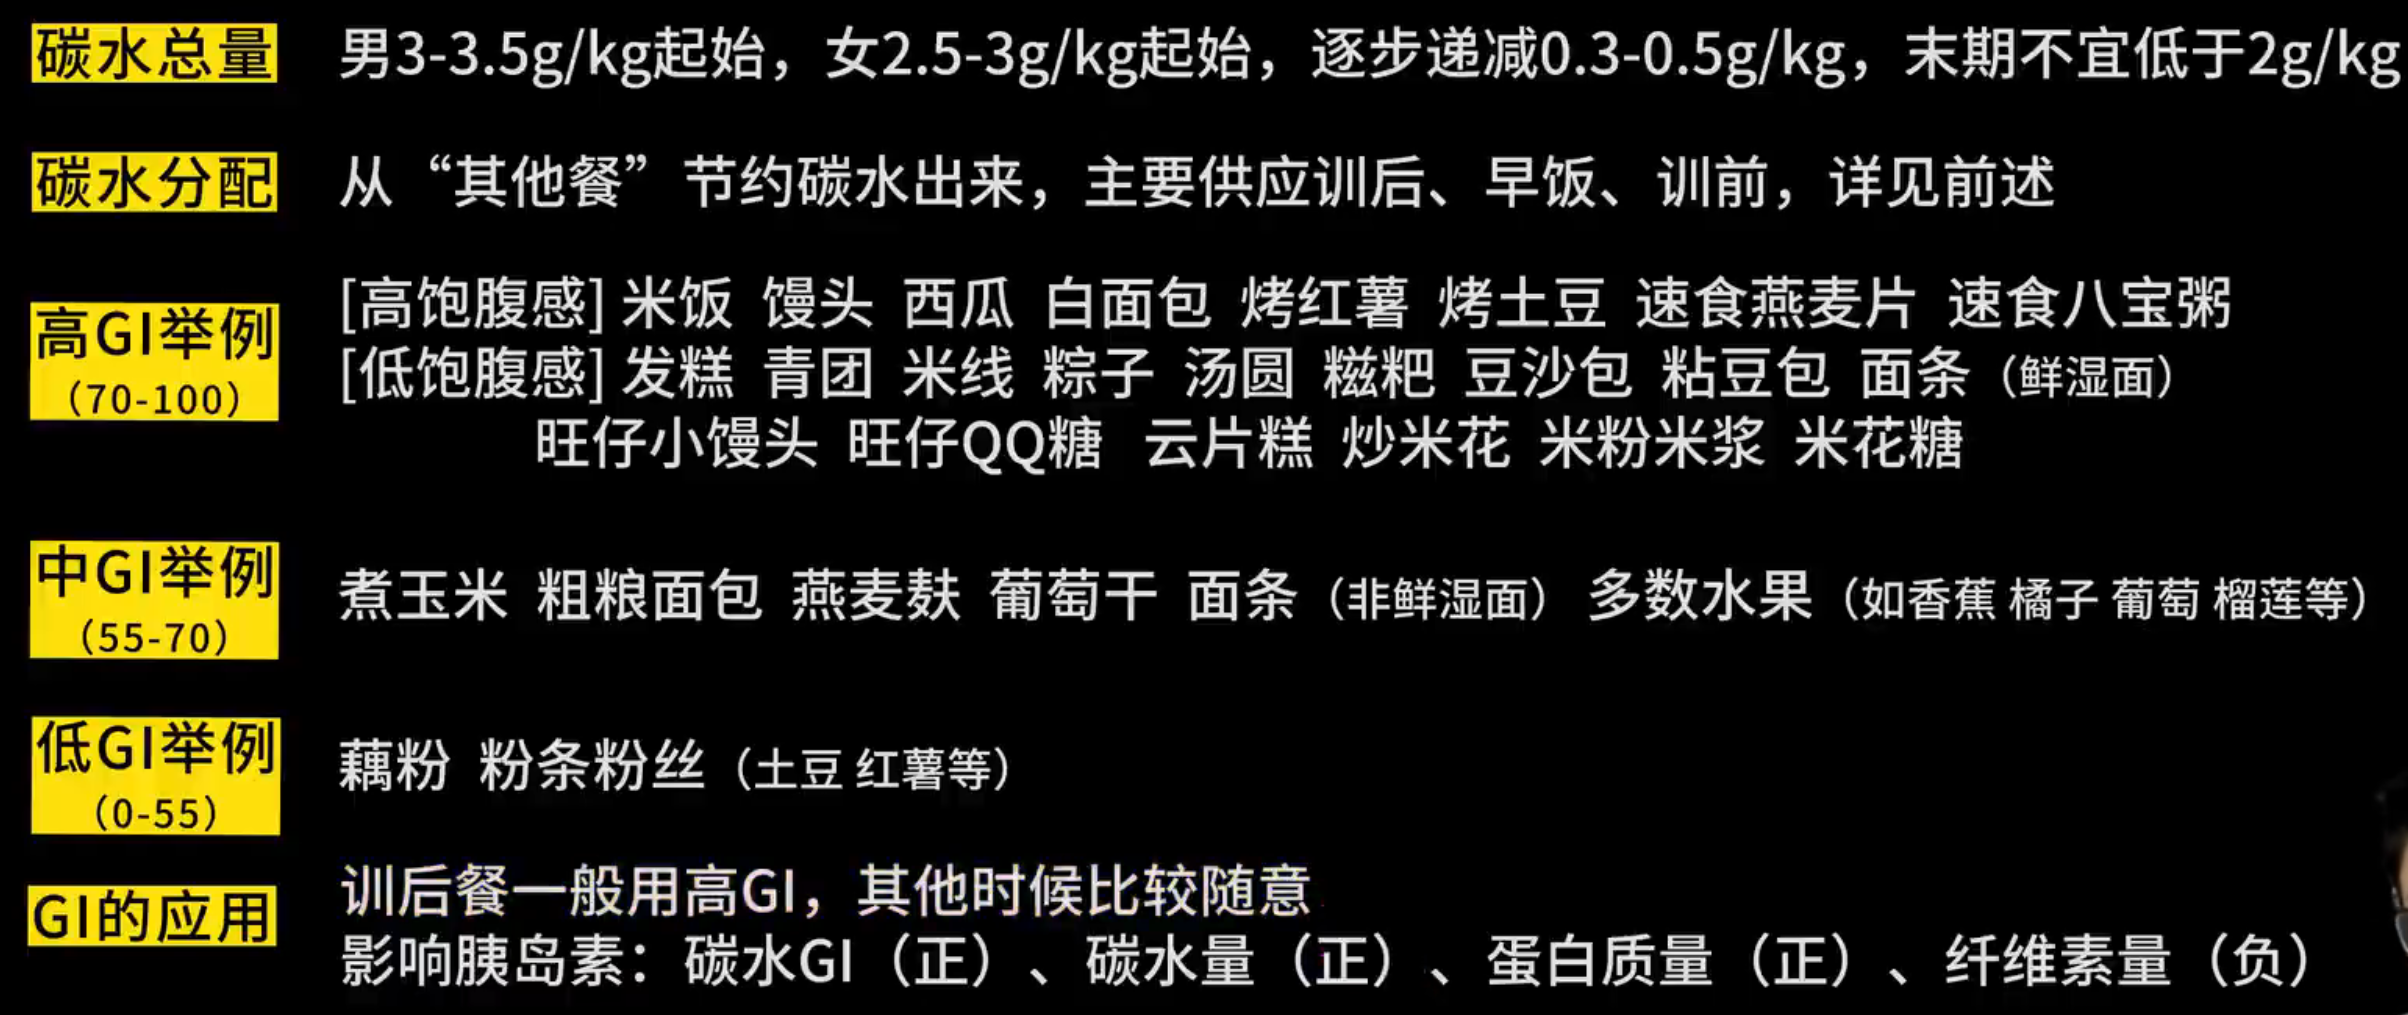 碳水总量 男3-3.5g/kg起始，女2.5-3g/kg起始，逐步递减0.3-0.5g/kg，末期不宜低于2g/kg
碳水分配 从“其他餐”节约碳水出来，主要供应训后、早饭、训前，详见前述
高GI举例
（70-100）
[高饱腹感] 米饭 馒头 西瓜 白面包 烤红薯 烤土豆 速食燕麦片 速食八宝粥
[低饱腹感] 发糕 青团 米线 粽子 汤圆 糍粑 豆沙包 粘豆包 面条（鲜湿面）
旺仔小馒头 旺仔QQ糖 云片糕 炒米花 米粉米浆 米花糖
中GI举例
（55-70）
煮玉米 粗粮面包 燕麦麸 葡萄干 面条（非鲜湿面） 多数水果（如香蕉 橘子 葡萄 榴莲等）
低GI举例
（0-55）
藕粉 粉条粉丝（土豆 红薯等）
GI的应用
训后餐一般用高GI，其他时候比较随意
影响胰岛素：碳水GI（正）、碳水量（正）、蛋白质量（正）、纤维素量（负）